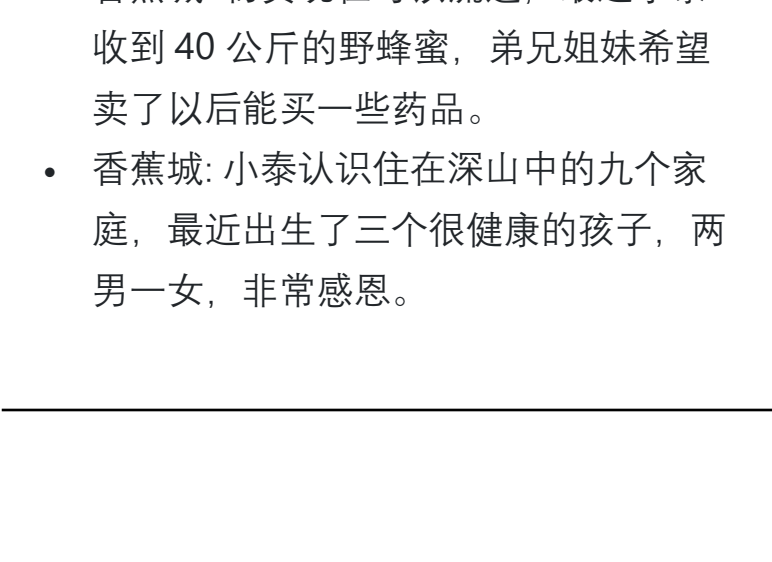 收到 40 公斤的野蜂蜜，弟兄姐妹希望
卖了以后能买一些药品。
• 香蕉城: 小泰认识住在深山中的九个家
庭，最近出生了三个很健康的孩子，两
男一女，非常感恩。